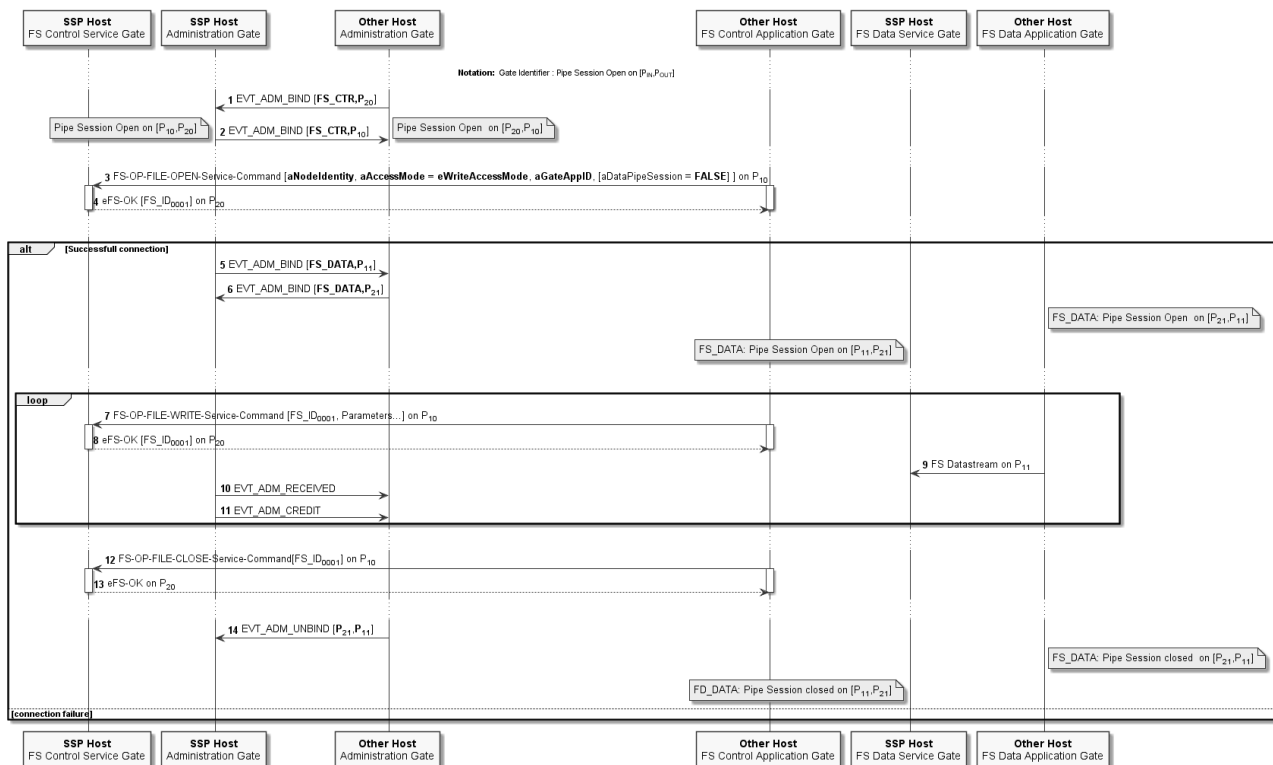 SSP Host
FS Control Service Gate
SSP Host
Administration Gate
Other Host
Administration Gate
Other Host
FS Control Application Gate
SSP Host
FS Data Service Gate
Other Host
FS Data Application Gate
Notation: Gate Identifier : Pipe Session Open on [PIN,POUT]
1 EVT_ADM_BIND [FS_CTR,P20]
Pipe Session Open on [P10,P20]
2 EVT_ADM_BIND [FS_CTR,P10]
Pipe Session Open on [P20,P10]
3 FS-OP-FILE-OPEN-Service-Command [aNodeIdentity, aAccessMode = eWriteAccessMode, aGateAppID, [aDataPipeSession = FALSE] ] on P10
4 eFS-OK [FS_ID0001] on P20
alt [Successfull connection]
5 EVT_ADM_BIND [FS_DATA,P11]
6 EVT_ADM_BIND [FS_DATA,P21]
FS_DATA: Pipe Session Open on [P21,P11]
FS_DATA: Pipe Session Open on [P11,P21]
loop
7 FS-OP-FILE-WRITE-Service-Command [FS_ID0001, Parameters...] on P10
8 eFS-OK [FS_ID0001] on P20
9 FS Datastream on P11
10 EVT_ADM_RECEIVED
11 EVT_ADM_CREDIT
12 FS-OP-FILE-CLOSE-Service-Command[FS_ID0001] on P10
13 eFS-OK on P20
14 EVT_ADM_UNBIND [P21,P11]
FS_DATA: Pipe Session closed on [P21,P11]
FD_DATA: Pipe Session closed on [P11,P21]
[connection failure]
SSP Host
FS Control Service Gate
SSP Host
Administration Gate
Other Host
Administration Gate
Other Host
FS Control Application Gate
SSP Host
FS Data Service Gate
Other Host
FS Data Application Gate